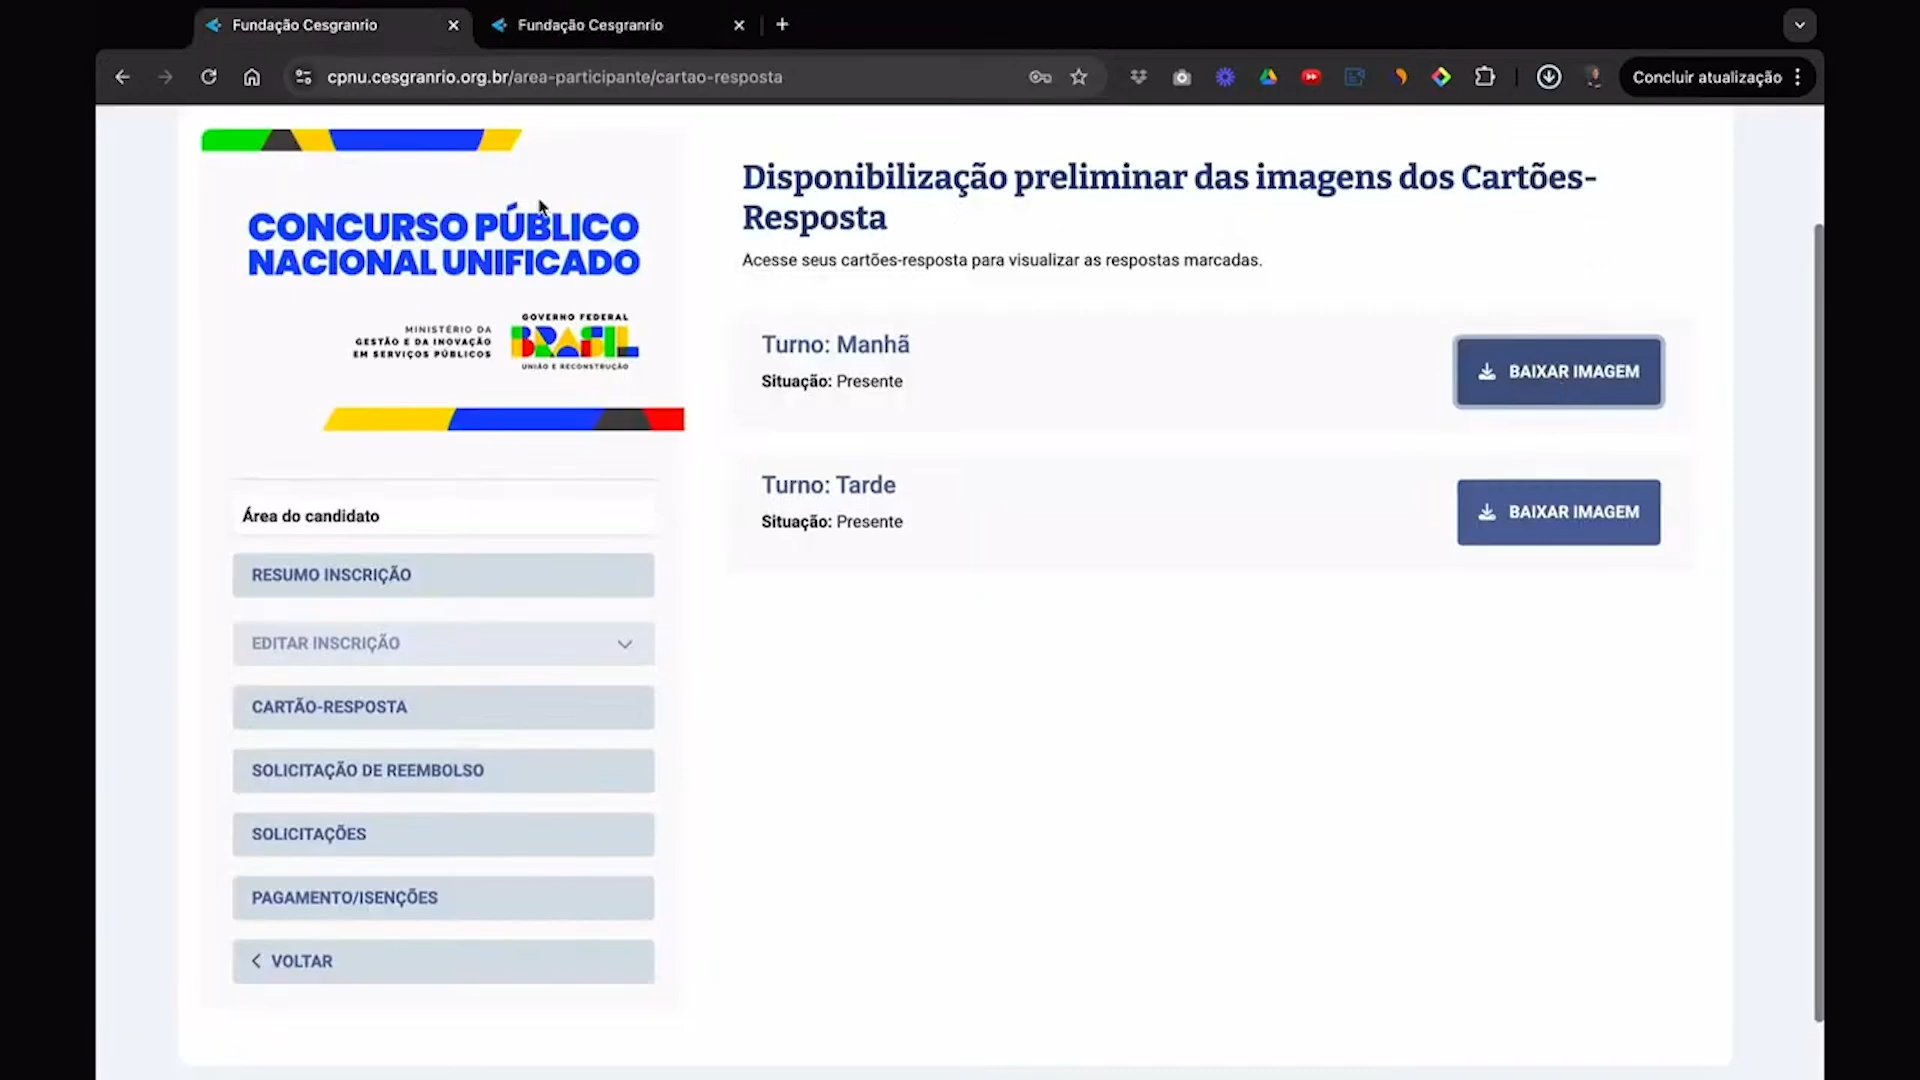 Fundação Cesgranrio
Fundação Cesgranrio
cpnu.cesgranrio.org.br/area-participante/cartao-resposta
Concluir atualização
CONCURSO PÚBLICO
NACIONAL UNIFICADO
MINISTÉRIO DA
GESTÃO E DA INOVAÇÃO
EM SERVIÇOS PÚBLICOS
GOVERNO FEDERAL
BRASIL
UNIÃO E RECONSTRUÇÃO
Área do candidato
RESUMO INSCRIÇÃO
EDITAR INSCRIÇÃO
CARTÃO-RESPOSTA
SOLICITAÇÃO DE REEMBOLSO
SOLICITAÇÕES
PAGAMENTO/ISENÇÕES
VOLTAR
Disponibilização preliminar das imagens dos Cartões-
Resposta
Acesse seus cartões-resposta para visualizar as respostas marcadas.
Turno: Manhã
Situação: Presente
BAIXAR IMAGEM
Turno: Tarde
Situação: Presente
BAIXAR IMAGEM